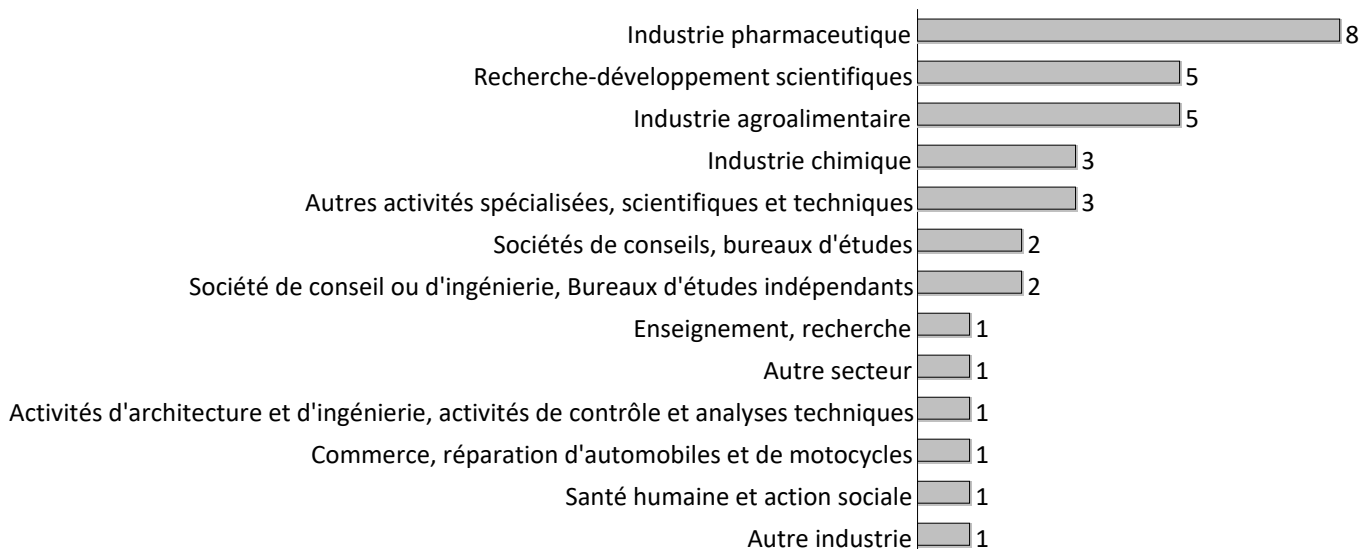 Industrie pharmaceutique 8
Recherche-développement scientifiques 5
Industrie agroalimentaire 5
Industrie chimique 3
Autres activités spécialisées, scientifiques et techniques 3
Sociétés de conseils, bureaux d'études 2
Société de conseil ou d'ingénierie, Bureaux d'études indépendants 2
Enseignement, recherche 1
Autre secteur 1
Activités d'architecture et d'ingénierie, activités de contrôle et analyses techniques 1
Commerce, réparation d'automobiles et de motocycles 1
Santé humaine et action sociale 1
Autre industrie 1